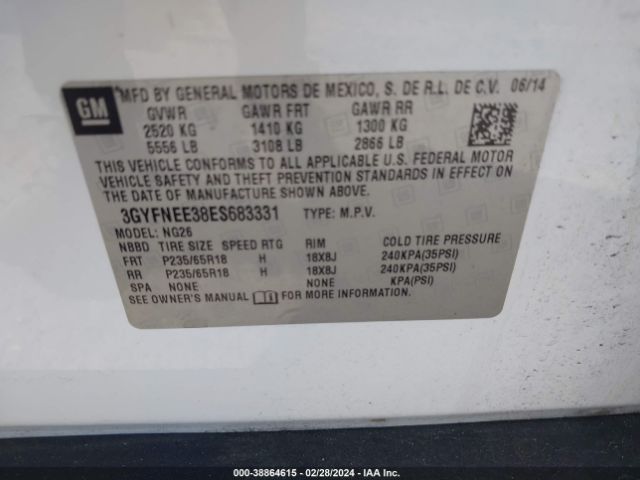 GM
MFD BY GENERAL MOTORS DE MEXICO, S. DE R.L. DE C.V. 06/14
GVWR GAWR FRT GAWR RR
2520 KG 1410 KG 1300 KG
5556 LB 3108 LB 2866 LB
THIS VEHICLE CONFORMS TO ALL APPLICABLE U.S. FEDERAL MOTOR
VEHICLE SAFETY AND THEFT PREVENTION STANDARDS IN EFFECT ON
THE DATE OF MANUFACTURE SHOWN ABOVE.
3GYFNEE38ES683331 TYPE: M.P.V.
MODEL: NG26
NBBD TIRE SIZE SPEED RTG RIM COLD TIRE PRESSURE
FRT P235/65R18 H 18X8J 240KPA(35PSI)
RR P235/65R18 H 18X8J 240KPA(35PSI)
SPA NONE NONE KPA(PSI)
SEE OWNER'S MANUAL FOR MORE INFORMATION.
000-38864615 - 02/28/2024 - IAA Inc.